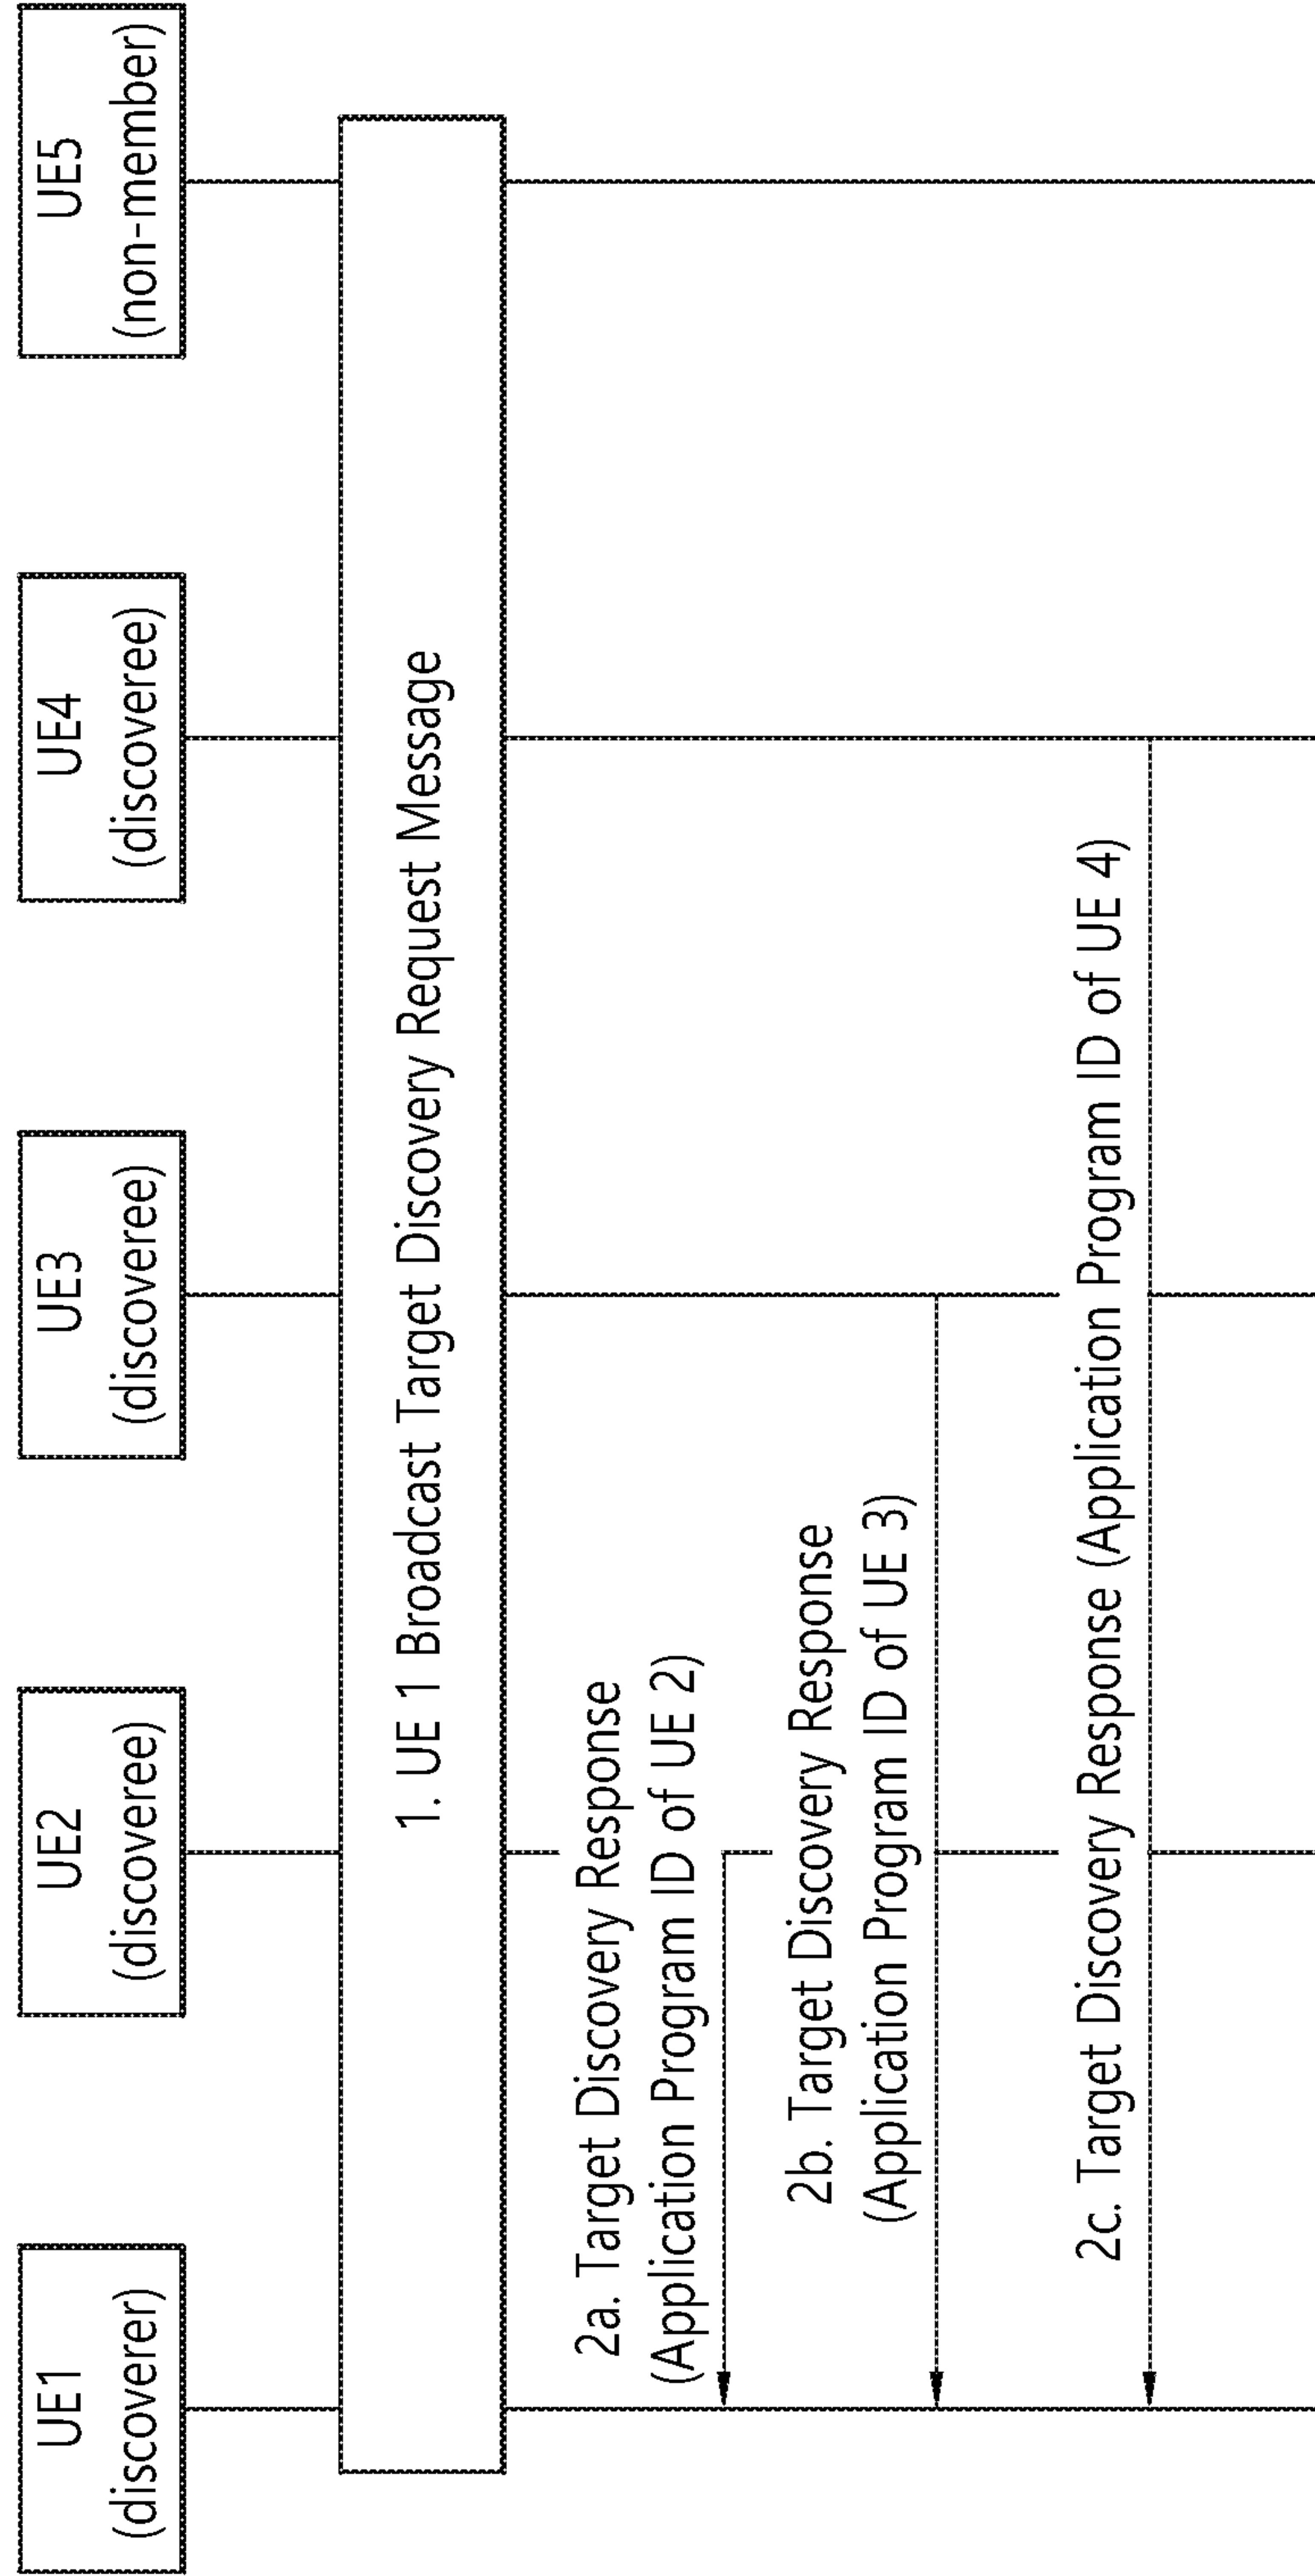 UE1
(discoverer)
UE2
(discoveree)
UE3
(discoveree)
UE4
(discoveree)
UE5
(non-member)
1. UE 1 Broadcast Target Discovery Request Message
2a. Target Discovery Response
(Application Program ID of UE 2)
2b. Target Discovery Response
(Application Program ID of UE 3)
2c. Target Discovery Response (Application Program ID of UE 4)